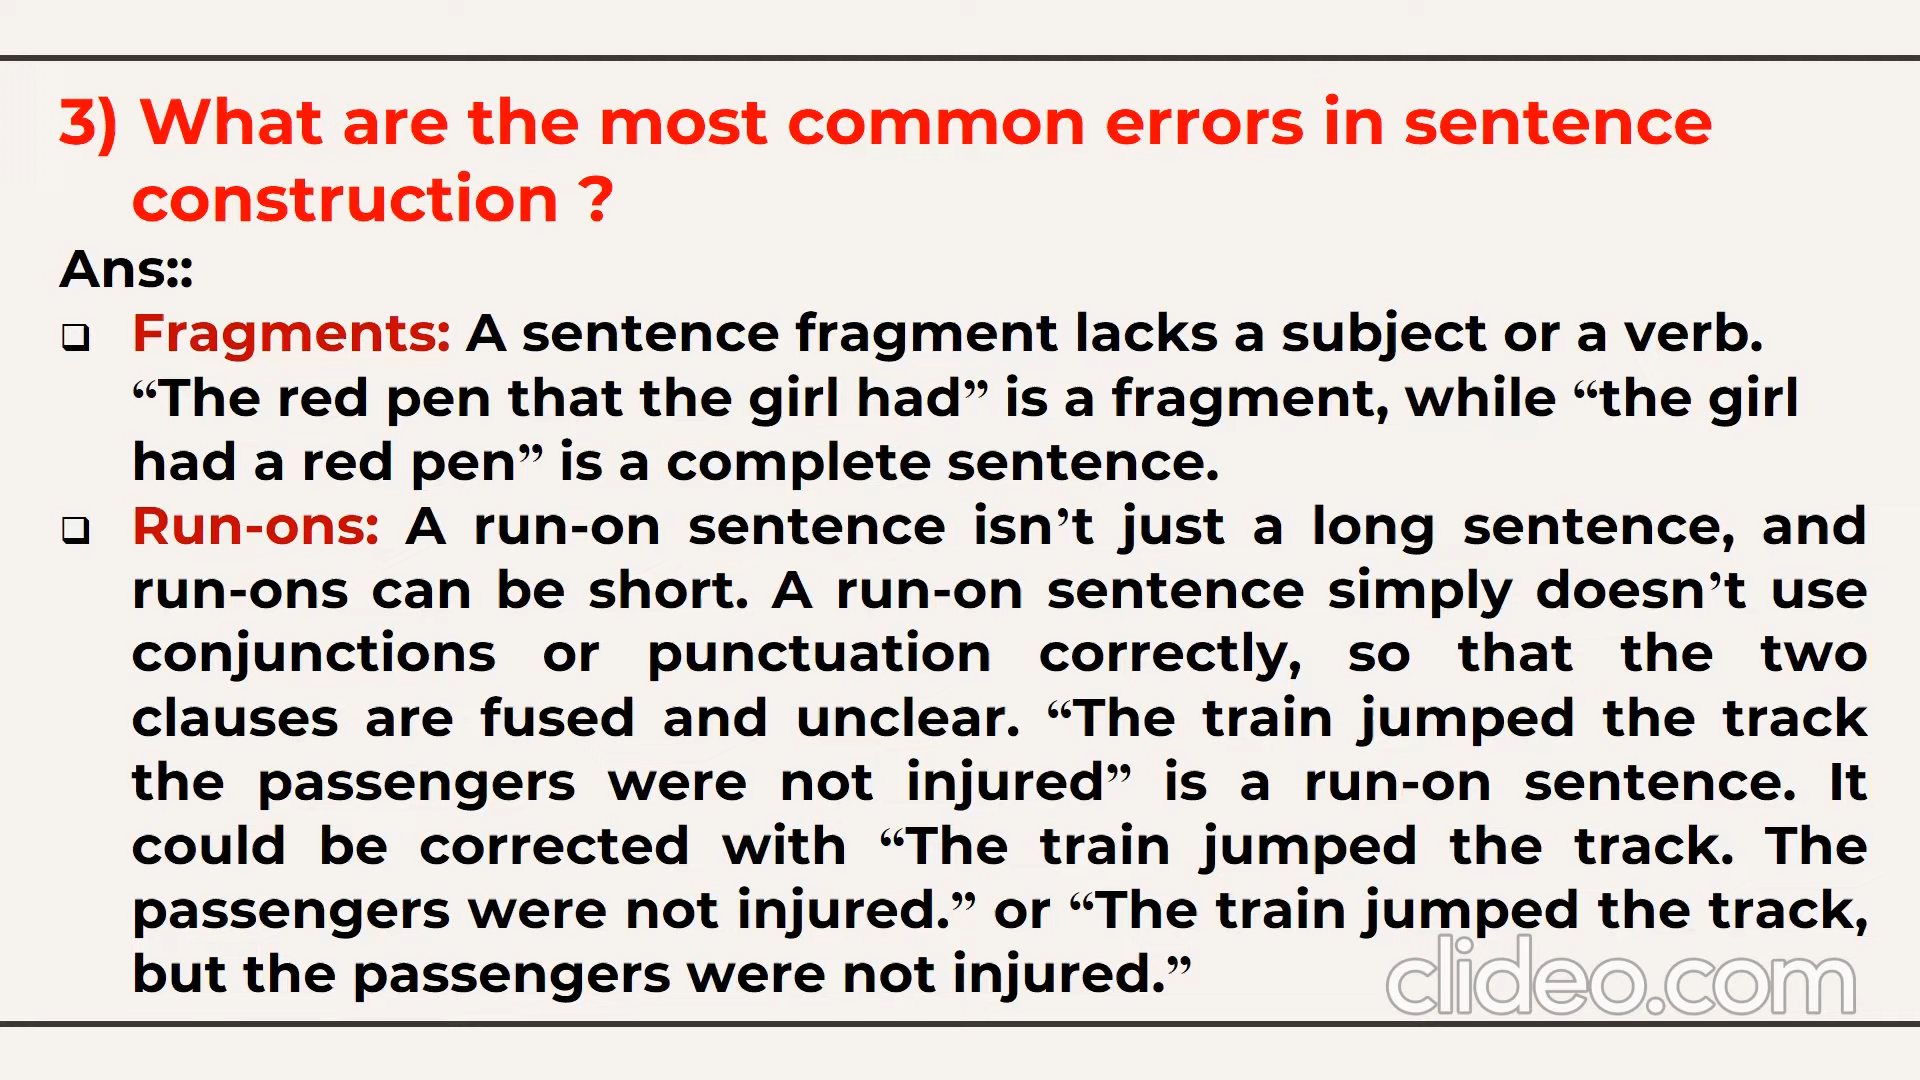 3) What are the most common errors in sentence
construction ?
Ans::
❑ Fragments: A sentence fragment lacks a subject or a verb.
“The red pen that the girl had” is a fragment, while “the girl
had a red pen” is a complete sentence.
❑ Run-ons: A run-on sentence isn’t just a long sentence, and
run-ons can be short. A run-on sentence simply doesn’t use
conjunctions or punctuation correctly, so that the two
clauses are fused and unclear. “The train jumped the track
the passengers were not injured” is a run-on sentence. It
could be corrected with “The train jumped the track. The
passengers were not injured.” or “The train jumped the track,
but the passengers were not injured.”
clideo.com